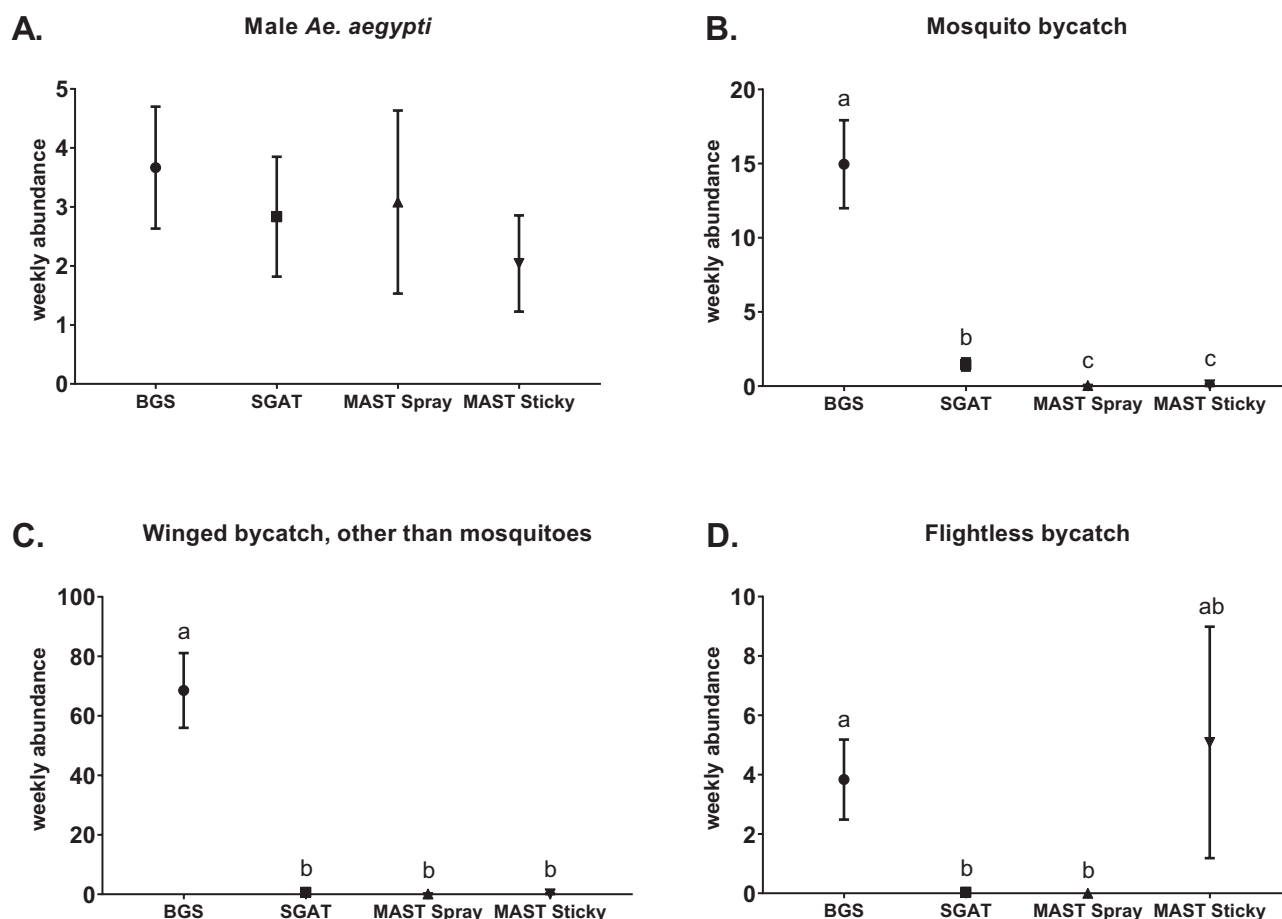 A.
Male Ae. aegypti
weekly abundance
5
4
3
2
1
0
BGS
SGAT
MAST Spray
MAST Sticky
B.
Mosquito bycatch
weekly abundance
20
15
10
5
0
a
b
c
c
BGS
SGAT
MAST Spray
MAST Sticky
C.
Winged bycatch, other than mosquitoes
weekly abundance
100
80
60
40
20
0
a
b
b
b
BGS
SGAT
MAST Spray
MAST Sticky
D.
Flightless bycatch
weekly abundance
10
8
6
4
2
0
a
b
b
ab
BGS
SGAT
MAST Spray
MAST Sticky